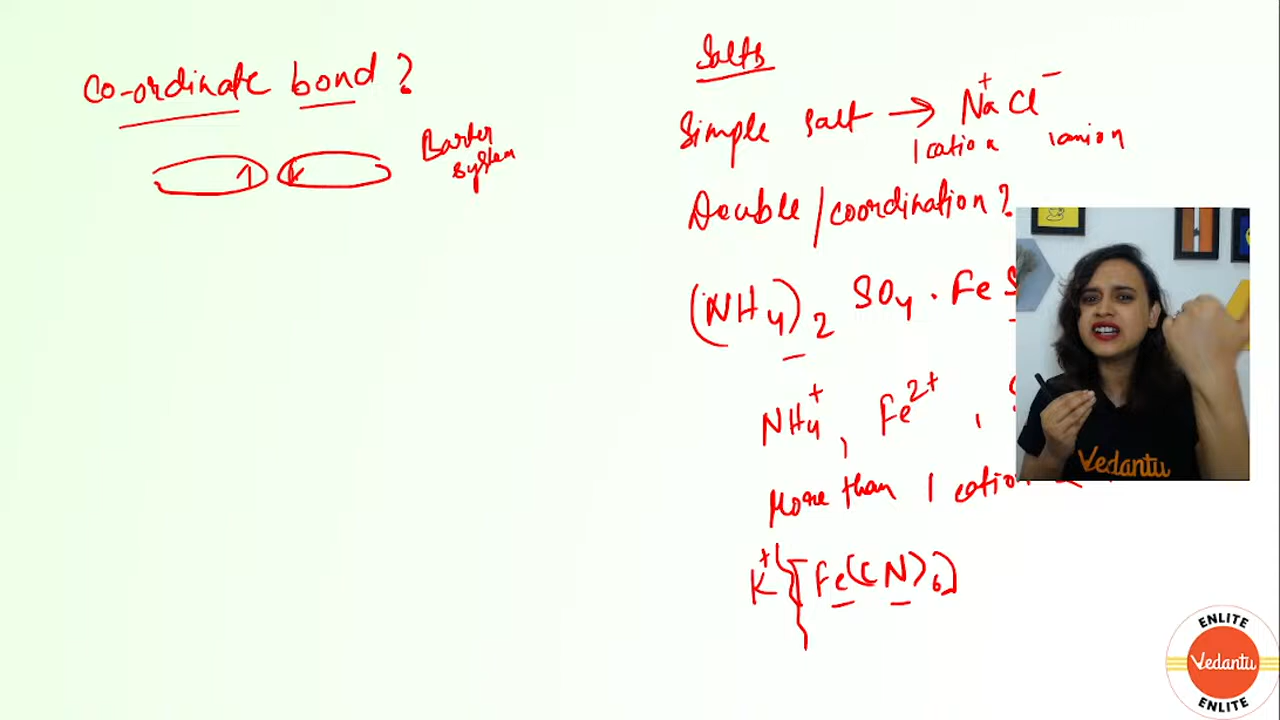 Co-ordinate bond?
Barter
system
Salts
Simple salt → Na+ Cl−
1 cation 1 anion
Double/coordination?
(NH4)2 SO4 . Fe S
NH4+, Fe2+,
More than 1 cation
K+ [Fe(CN)6]
Vedantu
ENLITE
Vedantu
ENLITE